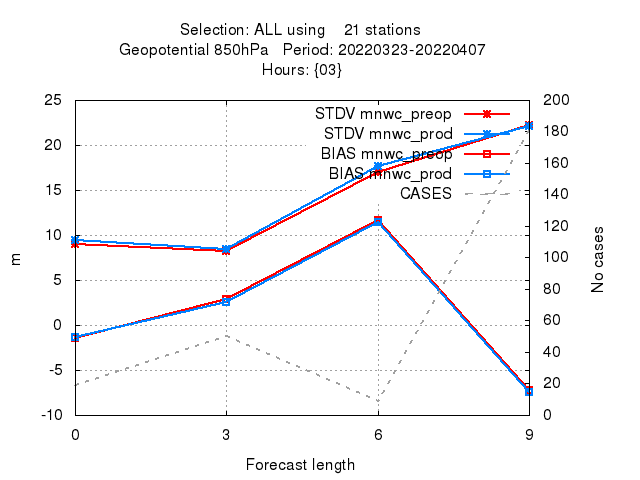 Selection: ALL using    21 stations
Geopotential 850hPa   Period: 20220323-20220407
Hours: {03}
STDV mnwc_preop
STDV mnwc_prod
BIAS mnwc_preop
BIAS mnwc_prod
CASES
25
20
15
10
5
0
-5
-10
m
200
180
160
140
120
100
80
60
40
20
0
No cases
0 3 6 9
Forecast length